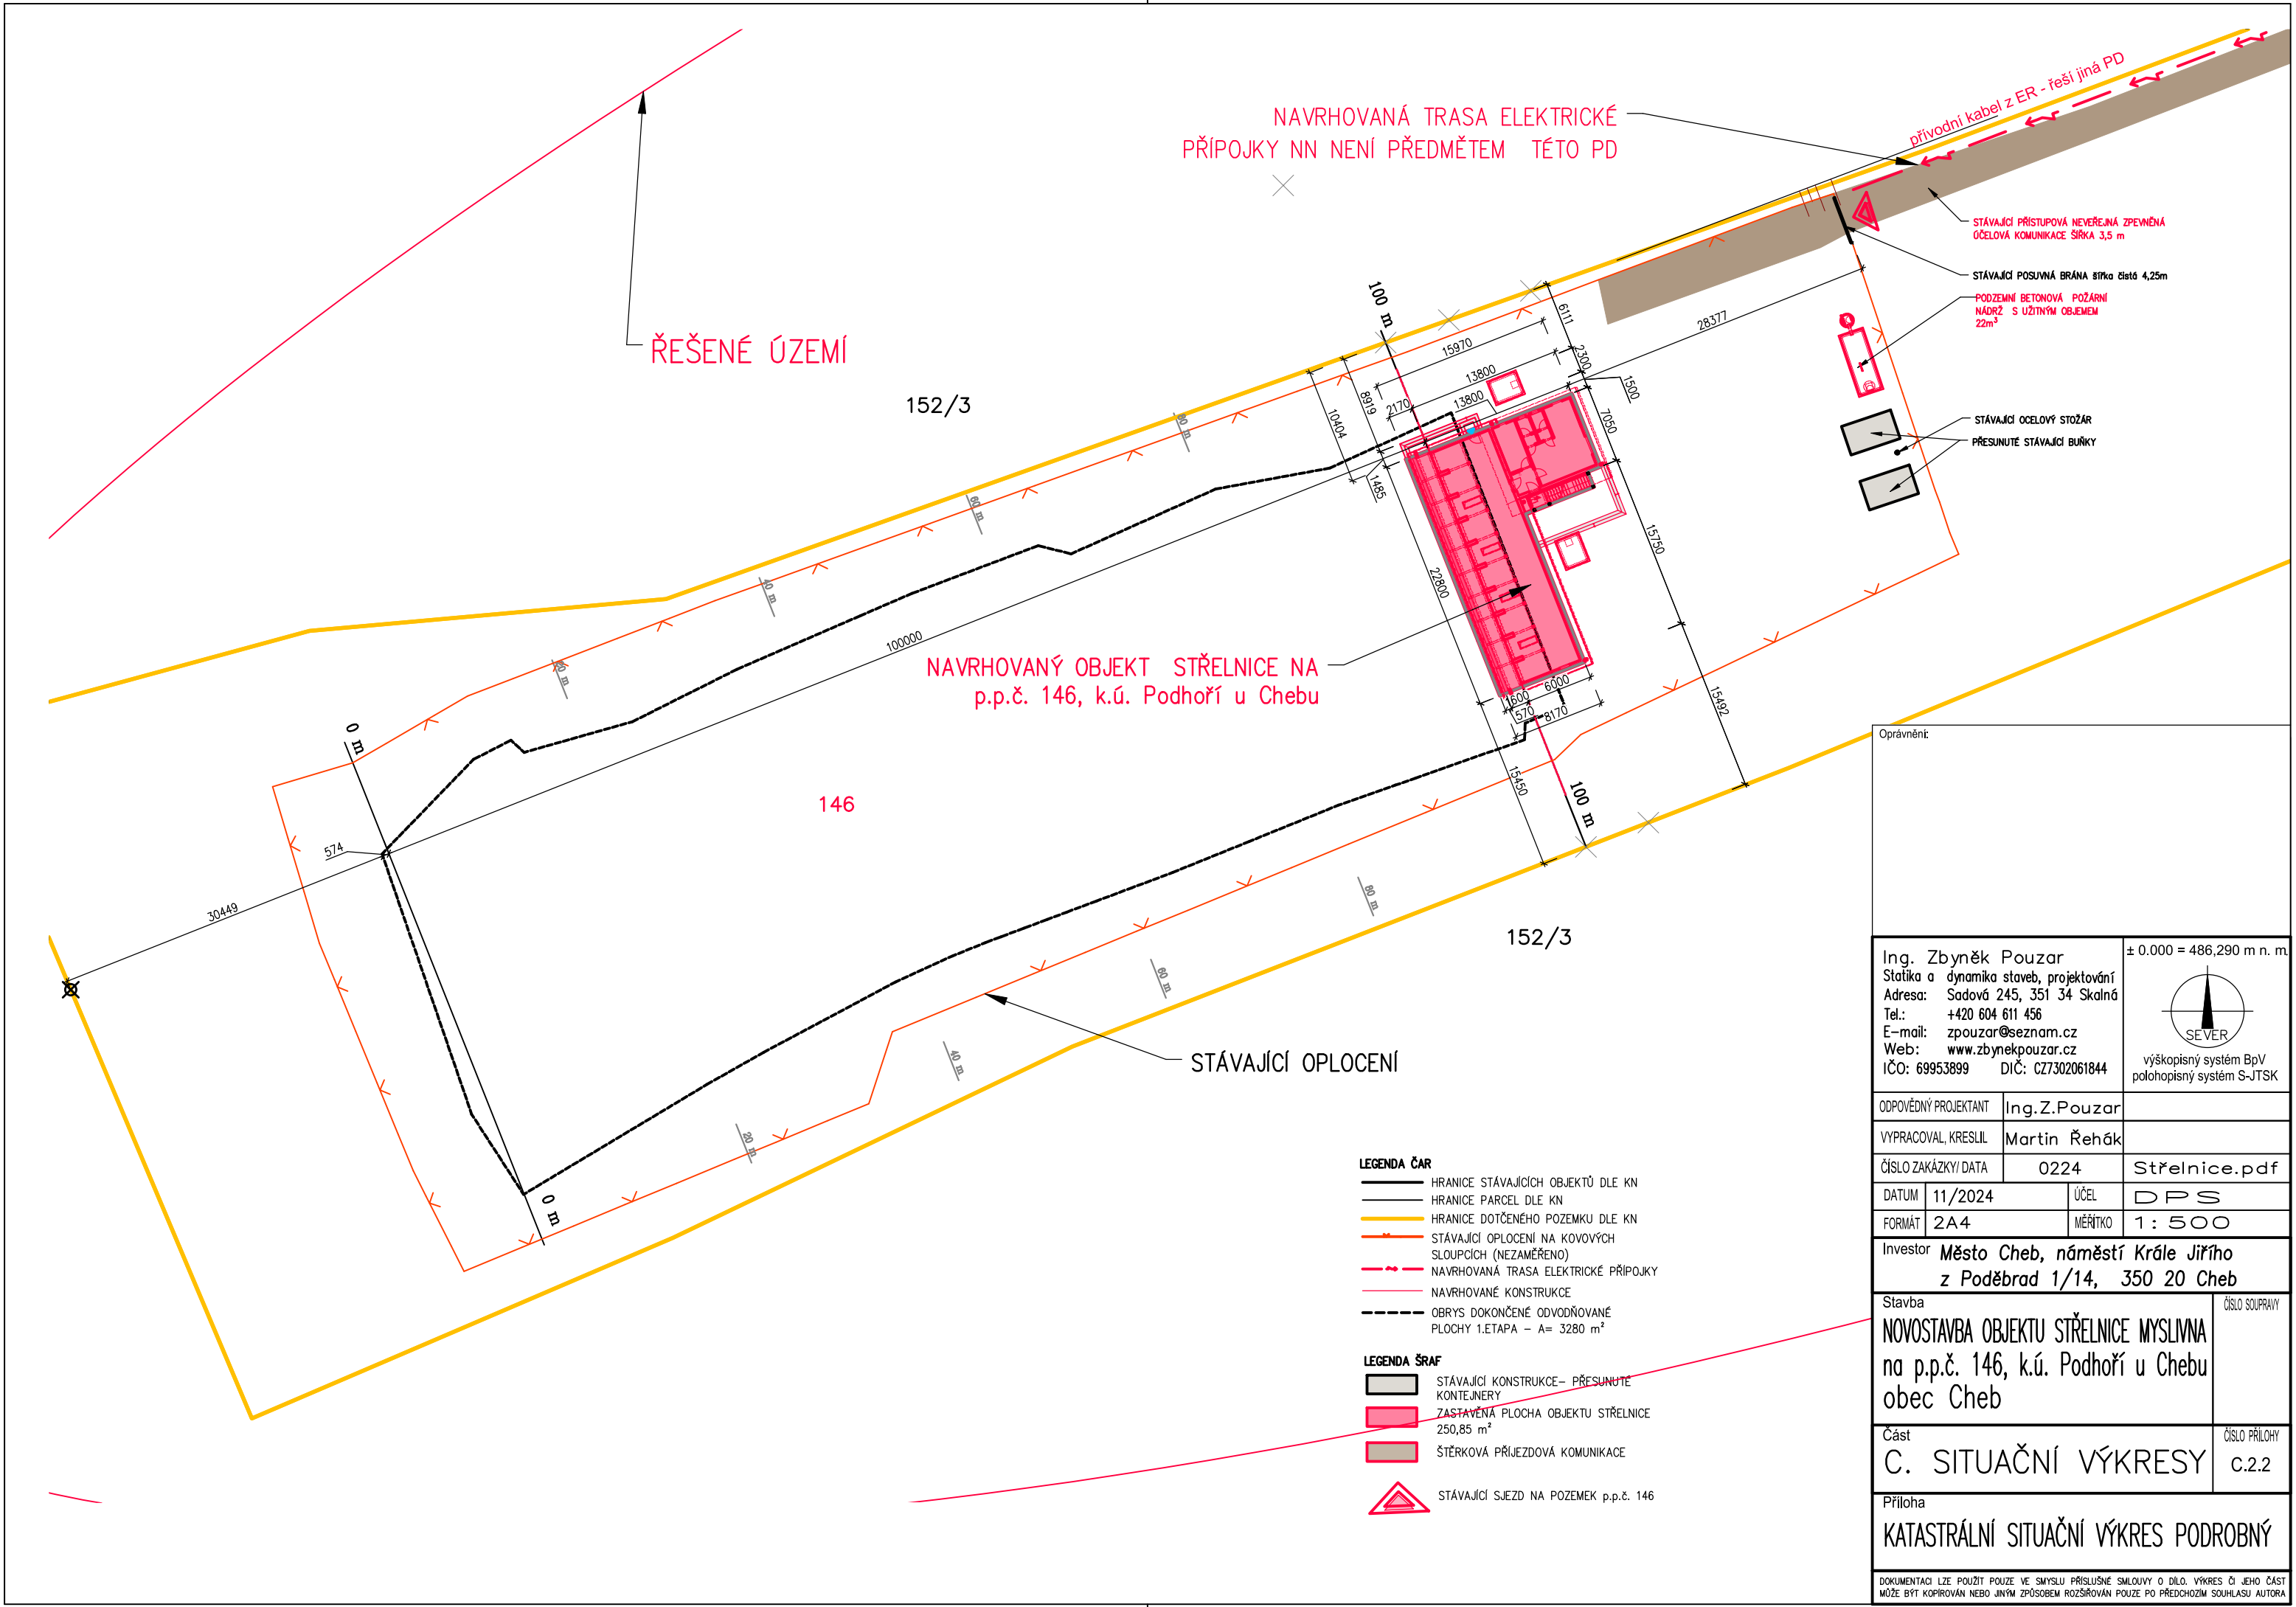 NAVRHOVANÁ TRASA ELEKTRICKÉ
PŘÍPOJKY NN NENÍ PŘEDMĚTEM TÉTO PD
přívodní kabel z ER - řeší jiná PD
STÁVAJÍCÍ PŘÍSTUPOVÁ NEVEŘEJNÁ ZPEVNĚNÁ
ÚČELOVÁ KOMUNIKACE ŠÍŘKA 3,5 m
STÁVAJÍCÍ POSUVNÁ BRÁNA šířka čistá 4,25m
PODZEMNÍ BETONOVÁ POŽÁRNÍ
NÁDRŽ S UŽITNÝM OBJEMEM
22m³
STÁVAJÍCÍ OCELOVÝ STOŽÁR
PŘESUNUTÉ STÁVAJÍCÍ BUŇKY
ŘEŠENÉ ÚZEMÍ
152/3
100 m
6111
28377
15970
2300
13800
1500
13800
2170
8919
10404
7050
1485
80 m
60 m
40 m
20 m
0 m
15750
22800
100000
NAVRHOVANÝ OBJEKT STŘELNICE NA
p.p.č. 146, k.ú. Podhoří u Chebu
1600
6000
570
8170
15492
15450
100 m
146
574
30449
152/3
80 m
60 m
40 m
20 m
0 m
STÁVAJÍCÍ OPLOCENÍ
LEGENDA ČAR
HRANICE STÁVAJÍCÍCH OBJEKTŮ DLE KN
HRANICE PARCEL DLE KN
HRANICE DOTČENÉHO POZEMKU DLE KN
STÁVAJÍCÍ OPLOCENÍ NA KOVOVÝCH
SLOUPCÍCH (NEZAMĚŘENO)
NAVRHOVANÁ TRASA ELEKTRICKÉ PŘÍPOJKY
NAVRHOVANÉ KONSTRUKCE
OBRYS DOKONČENÉ ODVODŇOVANÉ
PLOCHY 1.ETAPA – A= 3280 m²
LEGENDA ŠRAF
STÁVAJÍCÍ KONSTRUKCE– PŘESUNUTÉ
KONTEJNERY
ZASTAVĚNÁ PLOCHA OBJEKTU STŘELNICE
250,85 m²
ŠTĚRKOVÁ PŘÍJEZDOVÁ KOMUNIKACE
STÁVAJÍCÍ SJEZD NA POZEMEK p.p.č. 146
Oprávnění:
Ing. Zbyněk Pouzar
Statika a dynamika staveb, projektování
Adresa: Sadová 245, 351 34 Skalná
Tel.: +420 604 611 456
E-mail: zpouzar@seznam.cz
Web: www.zbynekpouzar.cz
IČO: 69953899 DIČ: CZ7302061844
± 0.000 = 486,290 m n. m.
SEVER
výškopisný systém BpV
polohopisný systém S-JTSK
ODPOVĚDNÝ PROJEKTANT Ing.Z.Pouzar
VYPRACOVAL, KRESLIL Martin Řehák
ČÍSLO ZAKÁZKY/ DATA 0224 Střelnice.pdf
DATUM 11/2024 ÚČEL DPS
FORMÁT 2A4 MĚŘÍTKO 1: 500
Investor Město Cheb, náměstí Krále Jiřího
z Poděbrad 1/14, 350 20 Cheb
Stavba ČÍSLO SOUPRAVY
NOVOSTAVBA OBJEKTU STŘELNICE MYSLIVNA
na p.p.č. 146, k.ú. Podhoří u Chebu
obec Cheb
Část ČÍSLO PŘÍLOHY
C. SITUAČNÍ VÝKRESY C.2.2
Příloha
KATASTRÁLNÍ SITUAČNÍ VÝKRES PODROBNÝ
DOKUMENTACI LZE POUŽÍT POUZE VE SMYSLU PŘÍSLUŠNÉ SMLOUVY O DÍLO. VÝKRES ČI JEHO ČÁST
MŮŽE BÝT KOPÍROVÁN NEBO JINÝM ZPŮSOBEM ROZŠIŘOVÁN POUZE PO PŘEDCHOZÍM SOUHLASU AUTORA